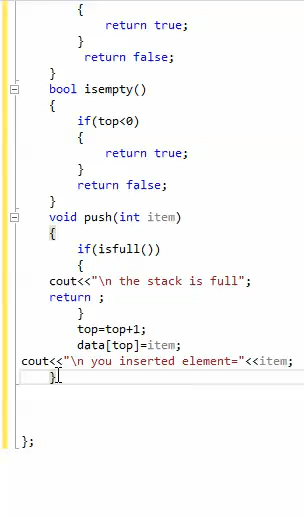 {
return true;
}
return false;
}
bool isempty()
{
if(top<0)
{
return true;
}
return false;
}
void push(int item)
{
if(isfull())
{
cout<<"\n the stack is full";
return ;
}
top=top+1;
data[top]=item;
cout<<"\n you inserted element="<<item;
}
};